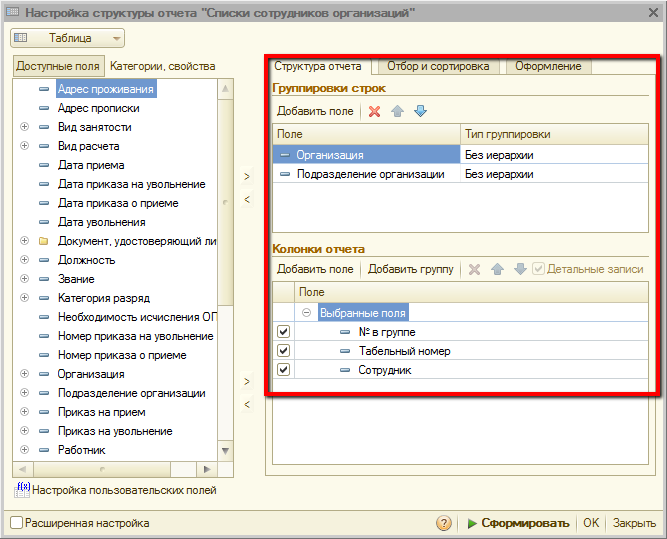 Настройка структуры отчета "Списки сотрудников организаций"
Таблица
Доступные поля Категории, свойства
Адрес проживания
Адрес прописки
Вид занятости
Вид расчета
Дата приема
Дата приказа на увольнение
Дата приказа о приеме
Дата увольнения
Документ, удостоверяющий ли
Должность
Звание
Категория разряд
Необходимость исчисления ОГ
Номер приказа на увольнение
Номер приказа о приеме
Организация
Подразделение организации
Приказ на прием
Приказ на увольнение
Работник
f(x) Настройка пользовательских полей
Структура отчета Отбор и сортировка Оформление
Группировки строк
Добавить поле
Поле Тип группировки
Организация Без иерархии
Подразделение организации Без иерархии
Колонки отчета
Добавить поле Добавить группу Детальные записи
Поле
Выбранные поля
№ в группе
Табельный номер
Сотрудник
Расширенная настройка
? Сформировать OK Закрыть